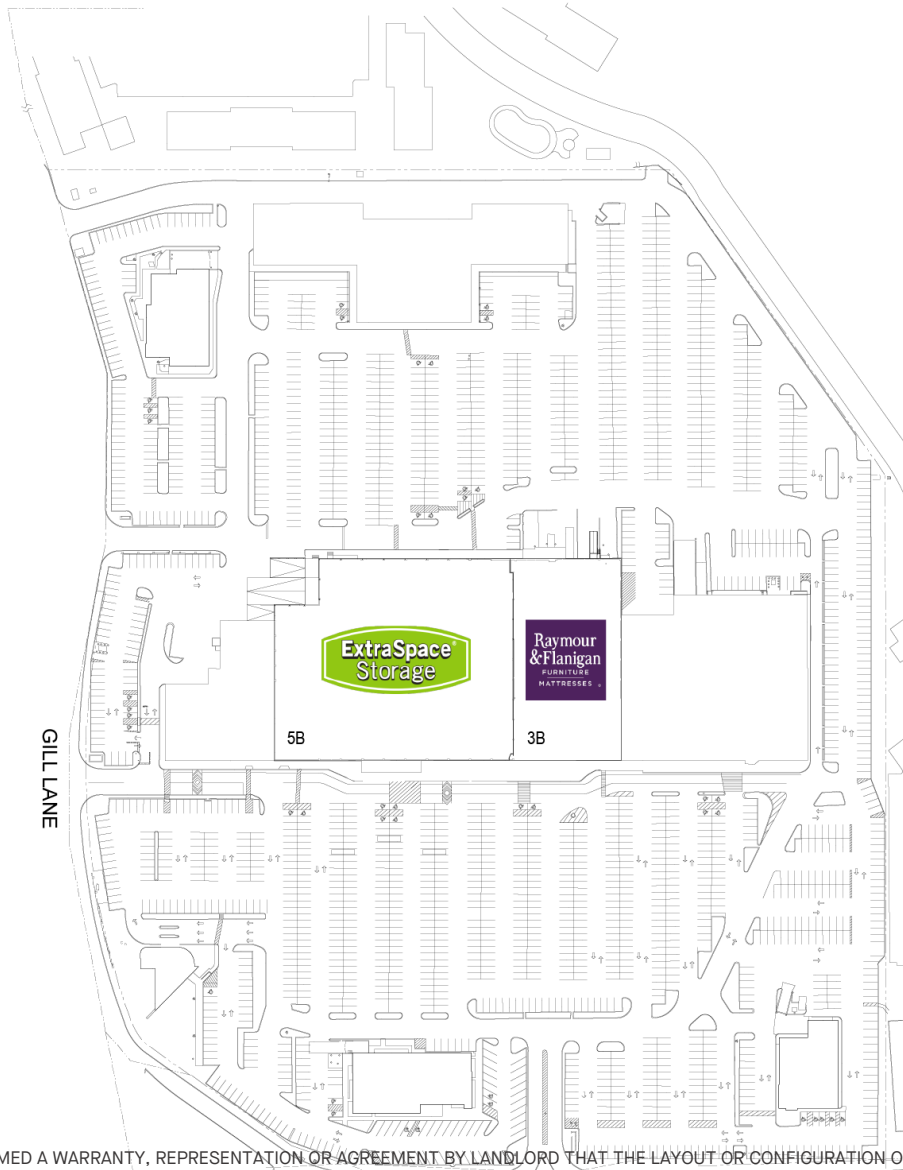 ExtraSpace®
Storage
Raymour
&Flanigan
FURNITURE
MATTRESSES
5B
3B
GILL LANE
MED A WARRANTY, REPRESENTATION OR AGREEMENT BY LANDLORD THAT THE LAYOUT OR CONFIGURATION O